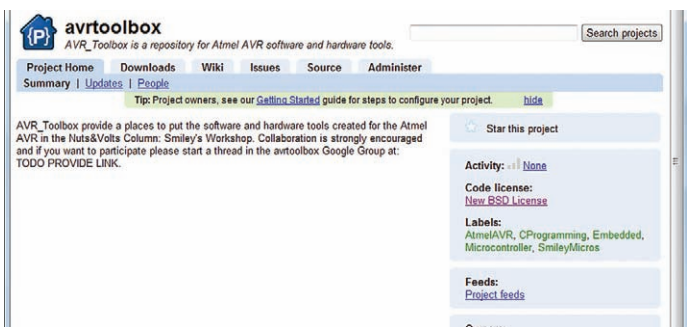 {P}
avrtoolbox
AVR_Toolbox is a repository for Atmel AVR software and hardware tools.
Search projects
Project Home Downloads Wiki Issues Source Administer
Summary | Updates | People
Tip: Project owners, see our Getting Started guide for steps to configure your project. hide
AVR_Toolbox provide a places to put the software and hardware tools created for the Atmel
AVR in the Nuts&Volts Column: Smiley's Workshop. Collaboration is strongly encouraged
and if you want to participate please start a thread in the avrtoolbox Google Group at:
TODO PROVIDE LINK.
Star this project
Activity: None
Code license:
New BSD License
Labels:
AtmelAVR, CProgramming, Embedded,
Microcontroller, SmileyMicros
Feeds:
Project feeds